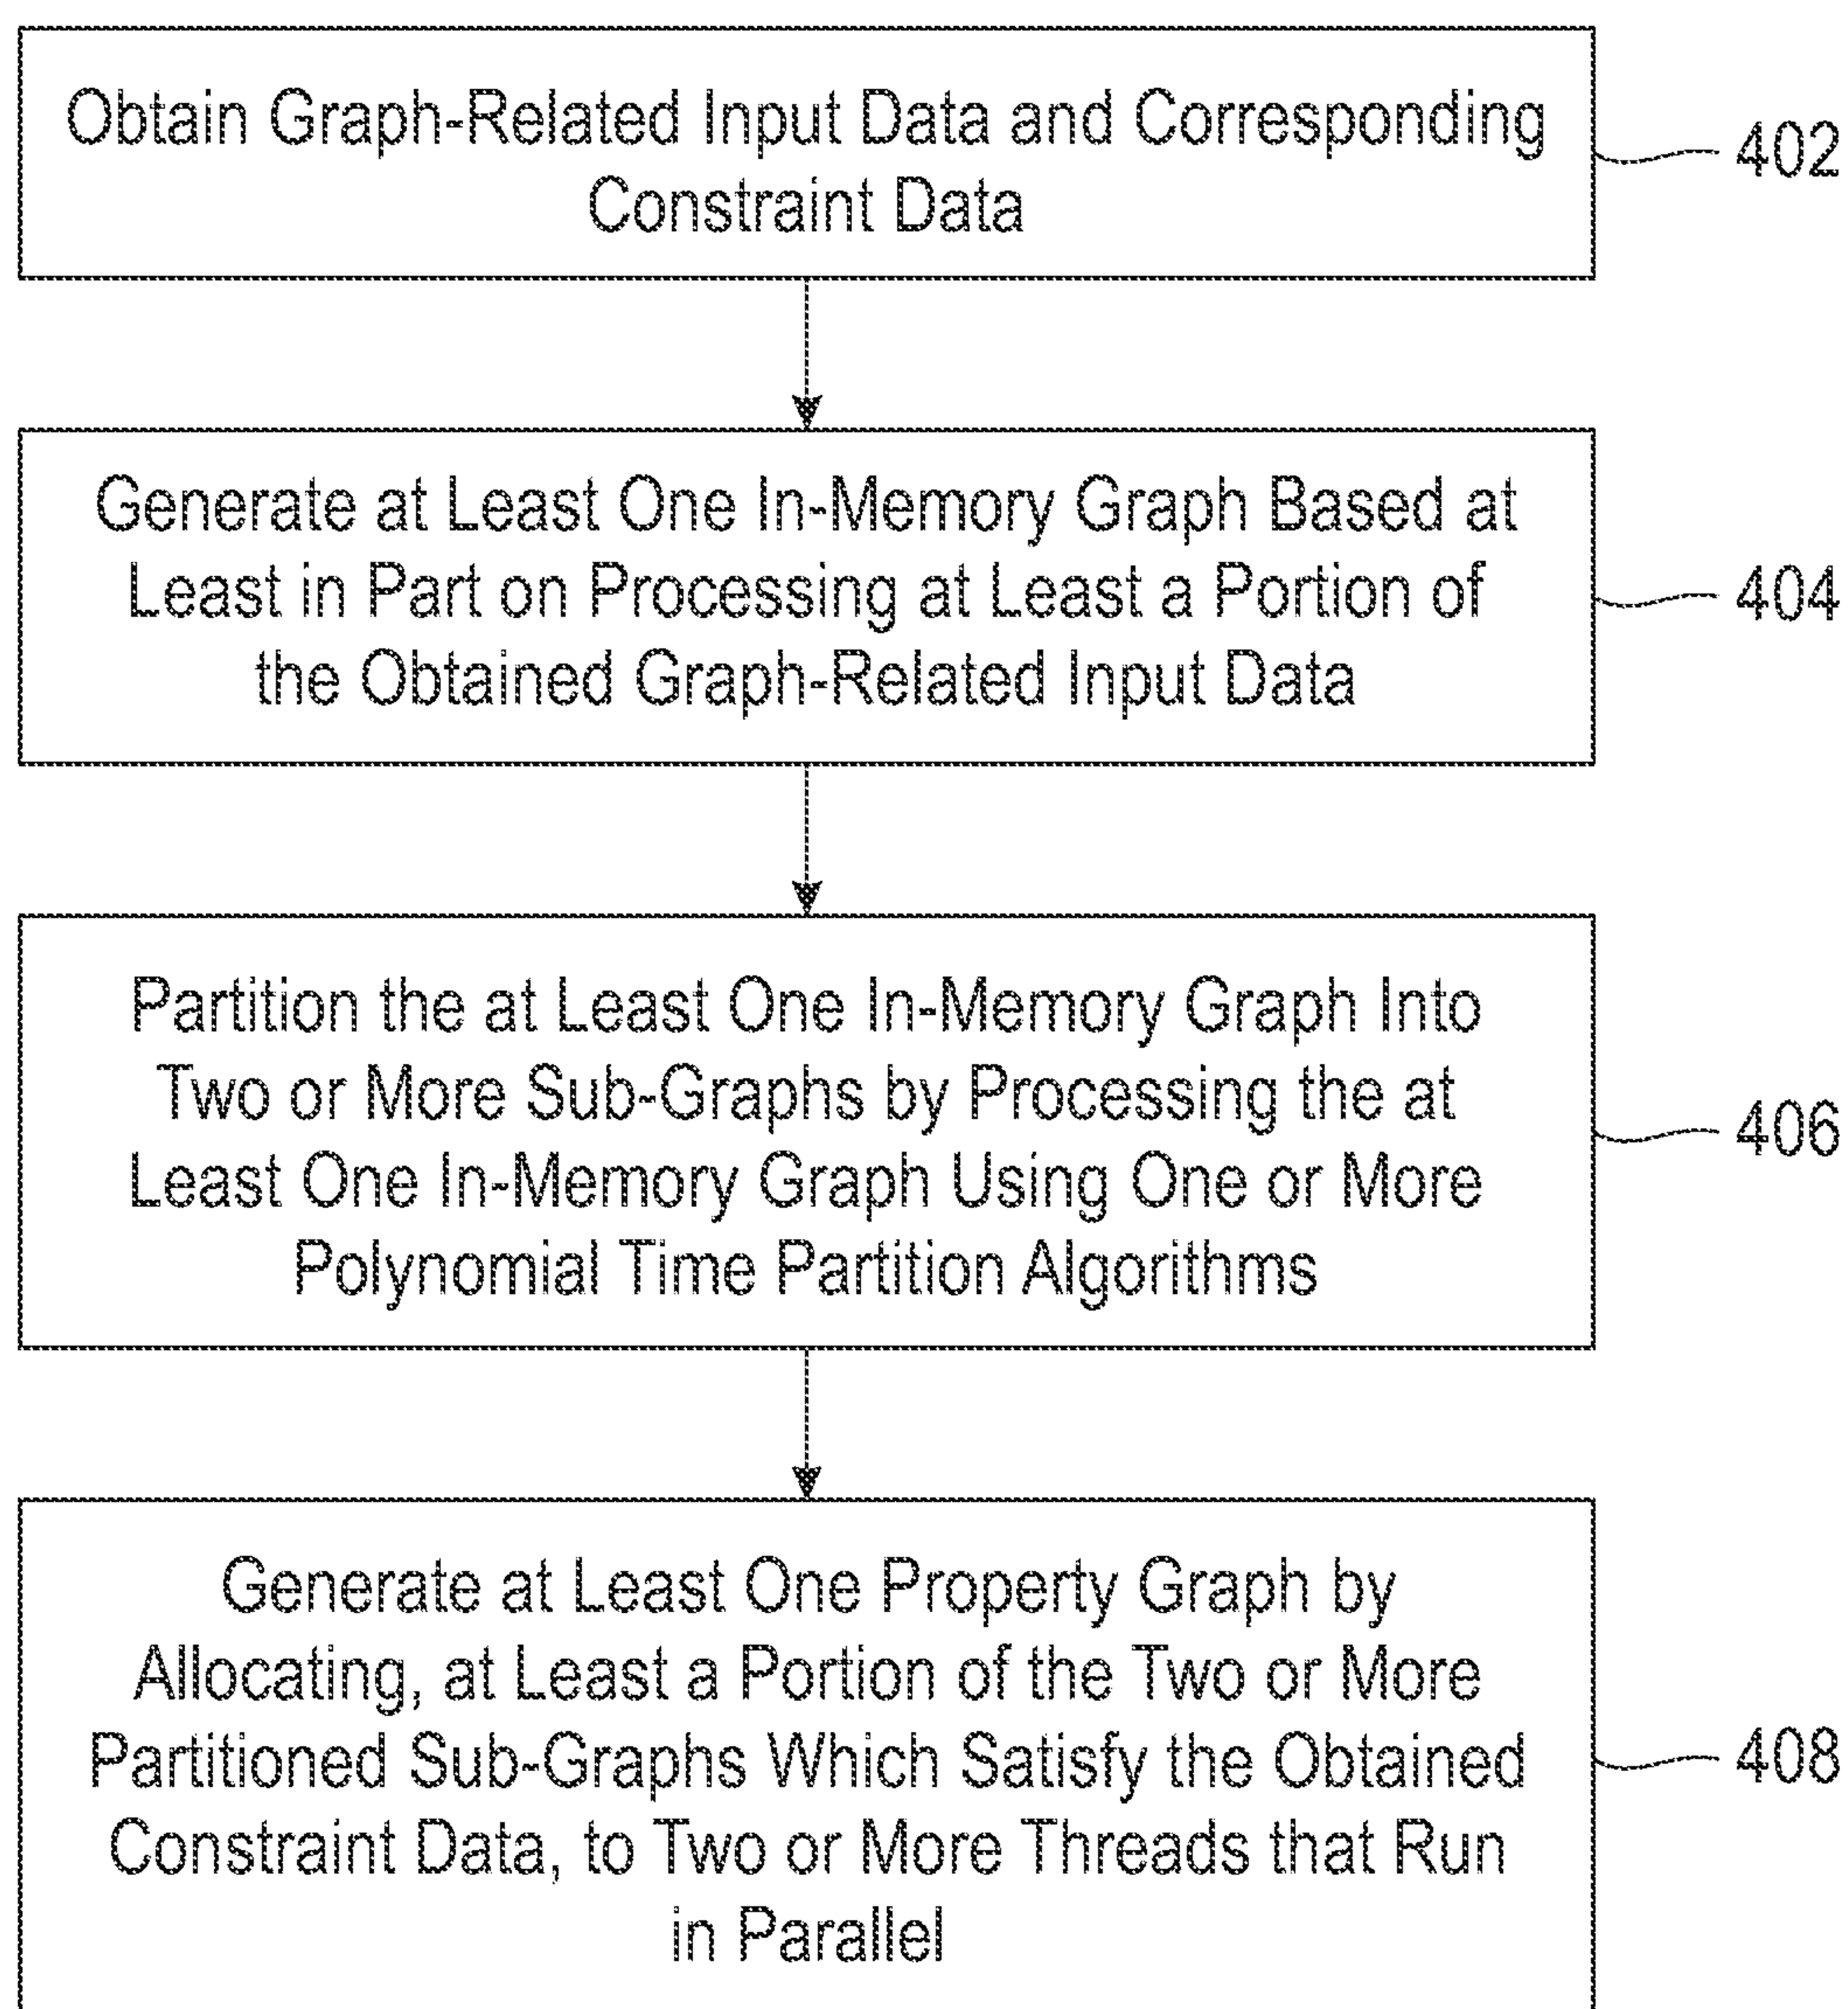 Obtain Graph-Related Input Data and Corresponding
Constraint Data
402
Generate at Least One In-Memory Graph Based at
Least in Part on Processing at Least a Portion of
the Obtained Graph-Related Input Data
404
Partition the at Least One In-Memory Graph Into
Two or More Sub-Graphs by Processing the at
Least One In-Memory Graph Using One or More
Polynomial Time Partition Algorithms
406
Generate at Least One Property Graph by
Allocating, at Least a Portion of the Two or More
Partitioned Sub-Graphs Which Satisfy the Obtained
Constraint Data, to Two or More Threads that Run
in Parallel
408